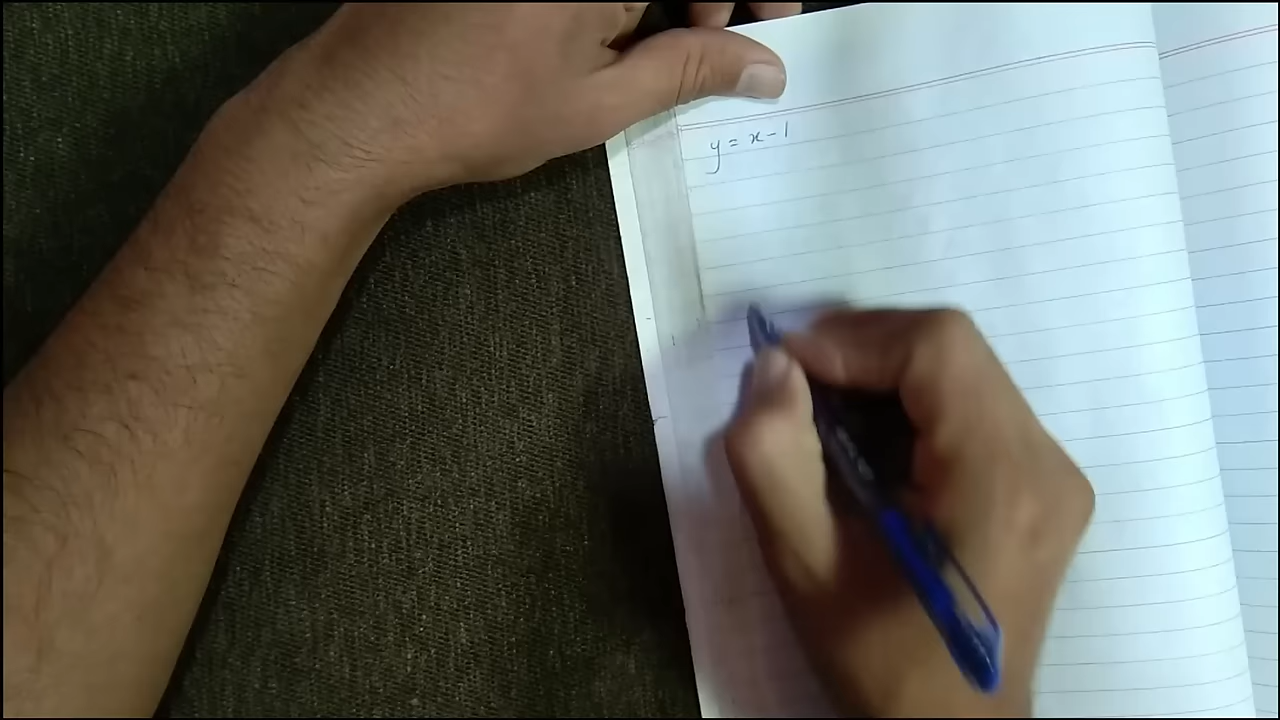 y = x - 1